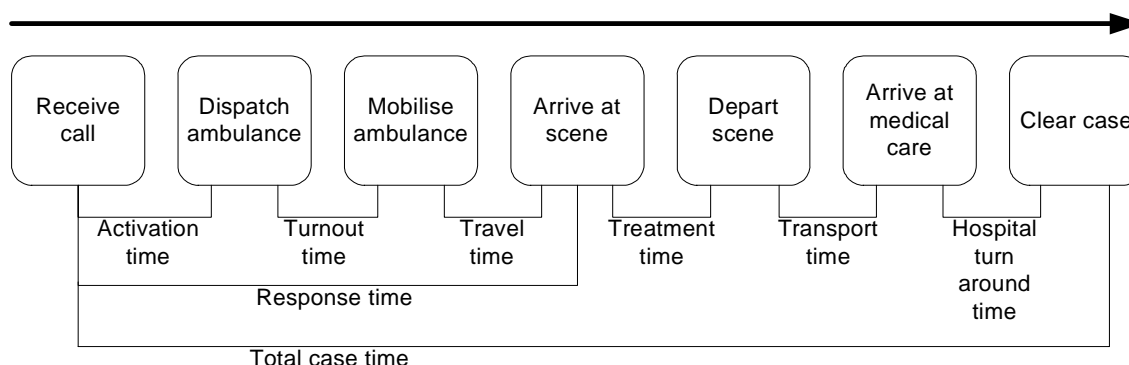 Receive
call
Dispatch
ambulance
Mobilise
ambulance
Arrive at
scene
Depart
scene
Arrive at
medical
care
Clear case
Activation
time
Turnout
time
Travel
time
Treatment
time
Transport
time
Hospital
turn
around
time
Response time
Total case time